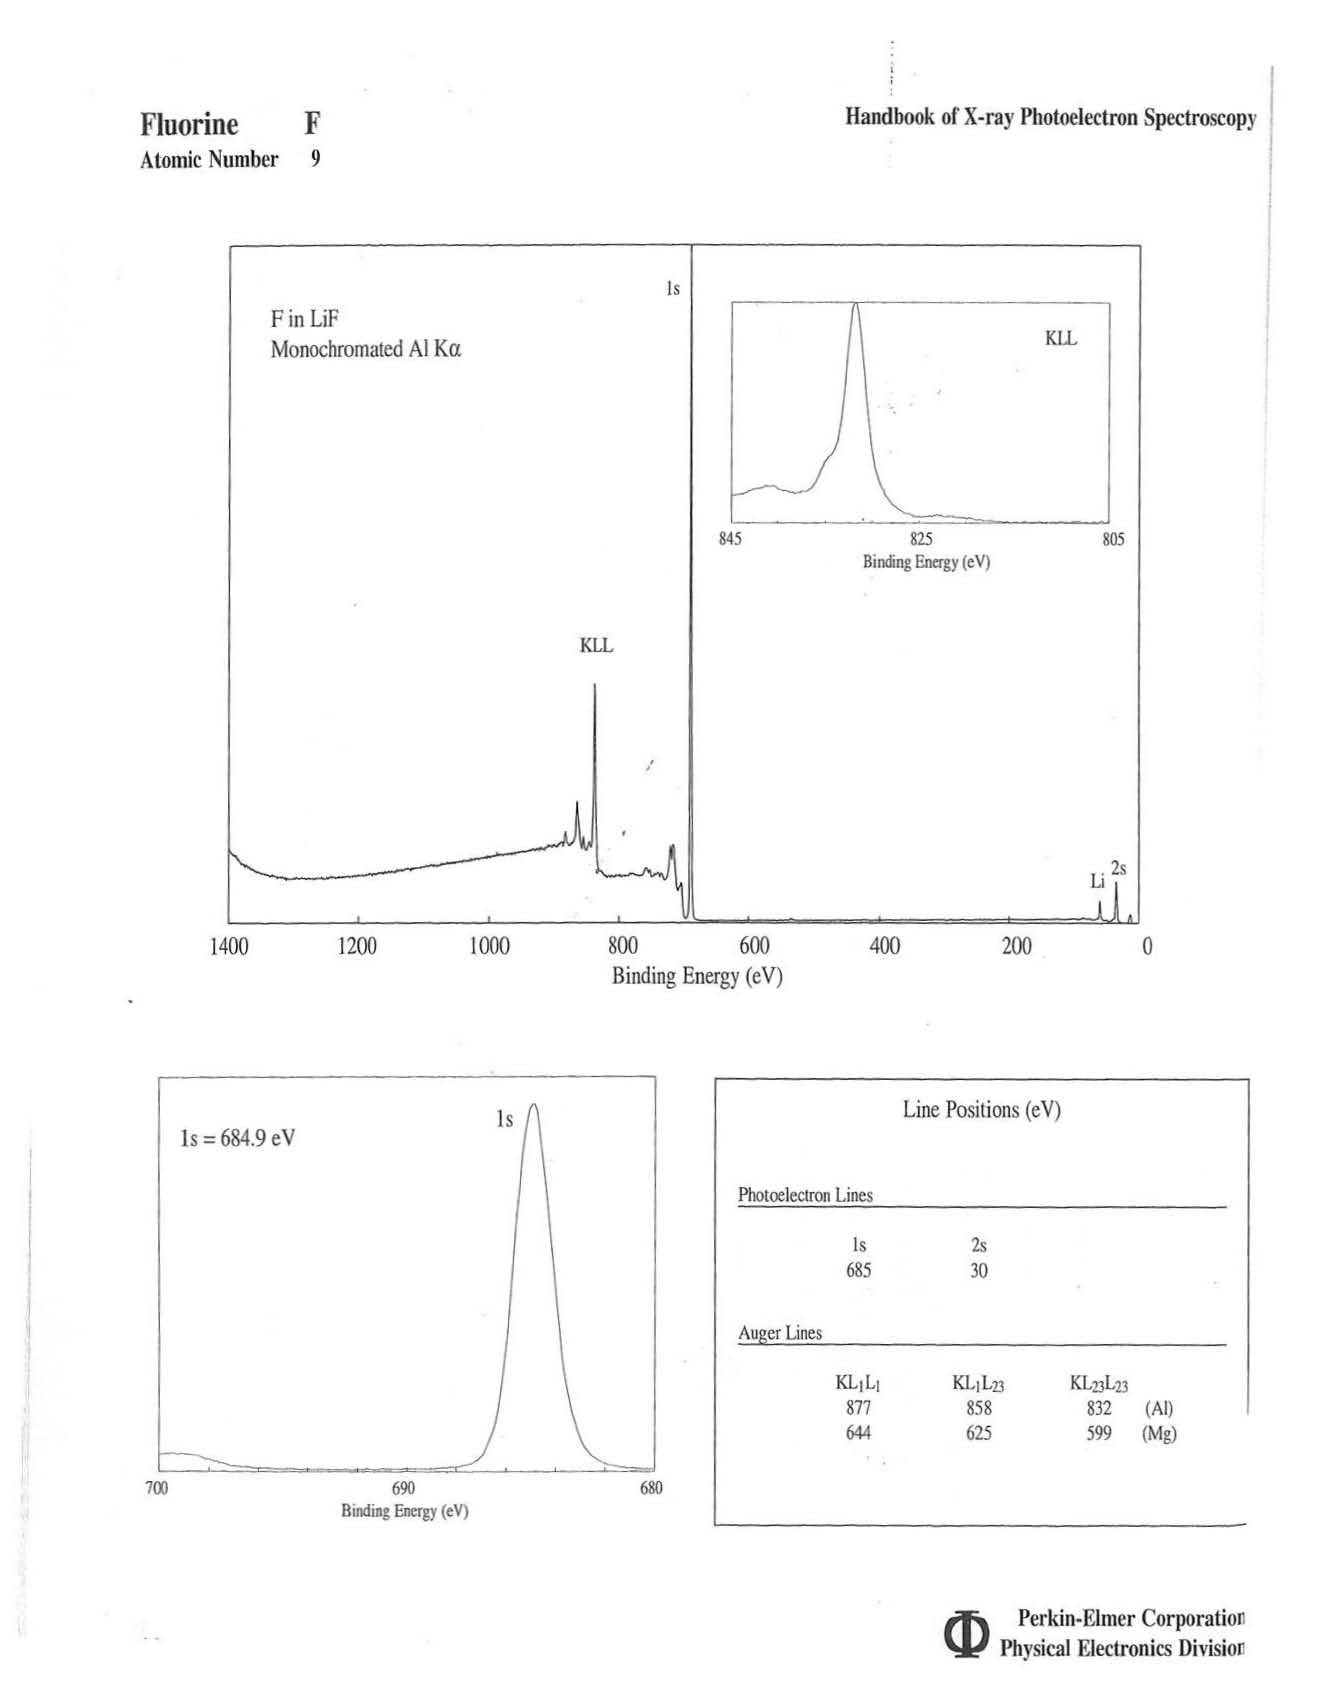 Fluorine F
Atomic Number 9
Handbook of X-ray Photoelectron Spectroscopy
1s
F in LiF
Monochromated Al Kα
KLL
845 825 805
Binding Energy (eV)
KLL
Li 2s
1400 1200 1000 800 600 400 200 0
Binding Energy (eV)
1s
1s = 684.9 eV
700 690 680
Binding Energy (eV)
Line Positions (eV)
Photoelectron Lines
1s 2s
685 30
Auger Lines
KL₁L₁ KL₁L₂₃ KL₂₃L₂₃
877 858 832 (Al)
644 625 599 (Mg)
Perkin-Elmer Corporation
Physical Electronics Division